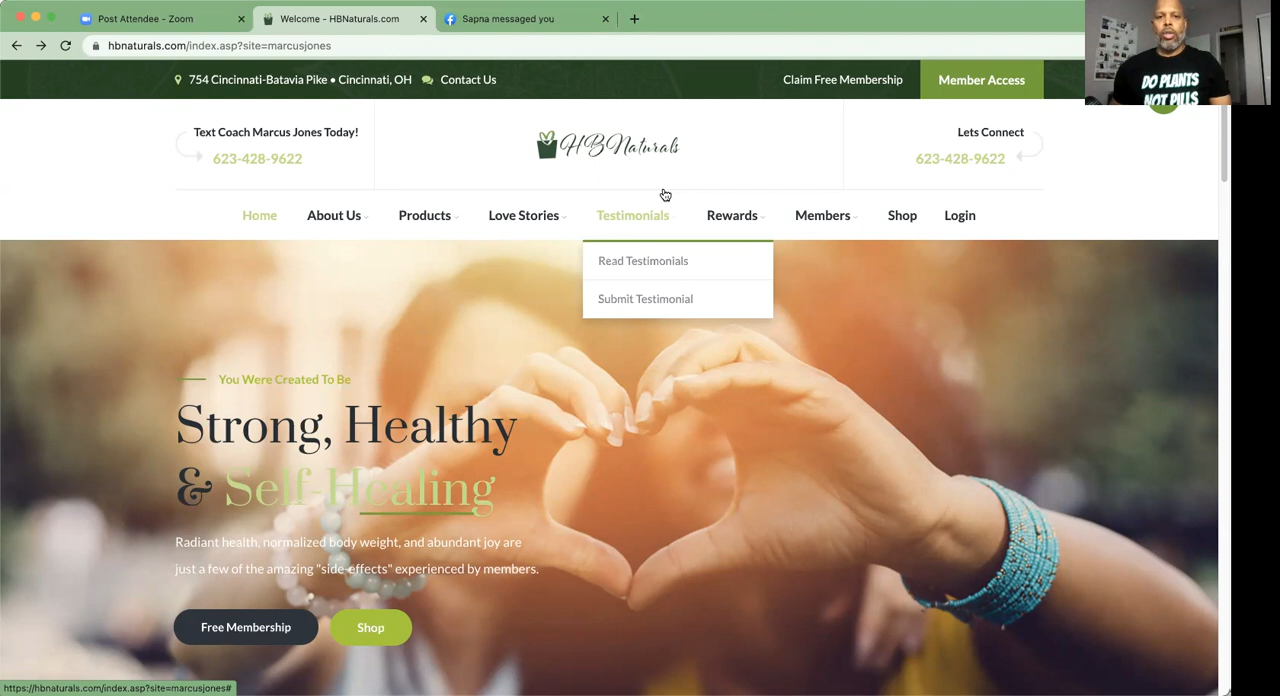 Post Attendee - Zoom
Welcome - HBNaturals.com
Sapna messaged you
hbnaturals.com/index.asp?site=marcusjones
754 Cincinnati-Batavia Pike • Cincinnati, OH
Contact Us
Claim Free Membership
Member Access
DO PLANTS
NOT PILLS
Text Coach Marcus Jones Today!
623-428-9622
HBNaturals
Lets Connect
623-428-9622
Home
About Us
Products
Love Stories
Testimonials
Rewards
Members
Shop
Login
Read Testimonials
Submit Testimonial
You Were Created To Be
Strong, Healthy
& Self-Healing
Radiant health, normalized body weight, and abundant joy are
just a few of the amazing "side-effects" experienced by members.
Free Membership
Shop
https://hbnaturals.com/index.asp?site=marcusjones#